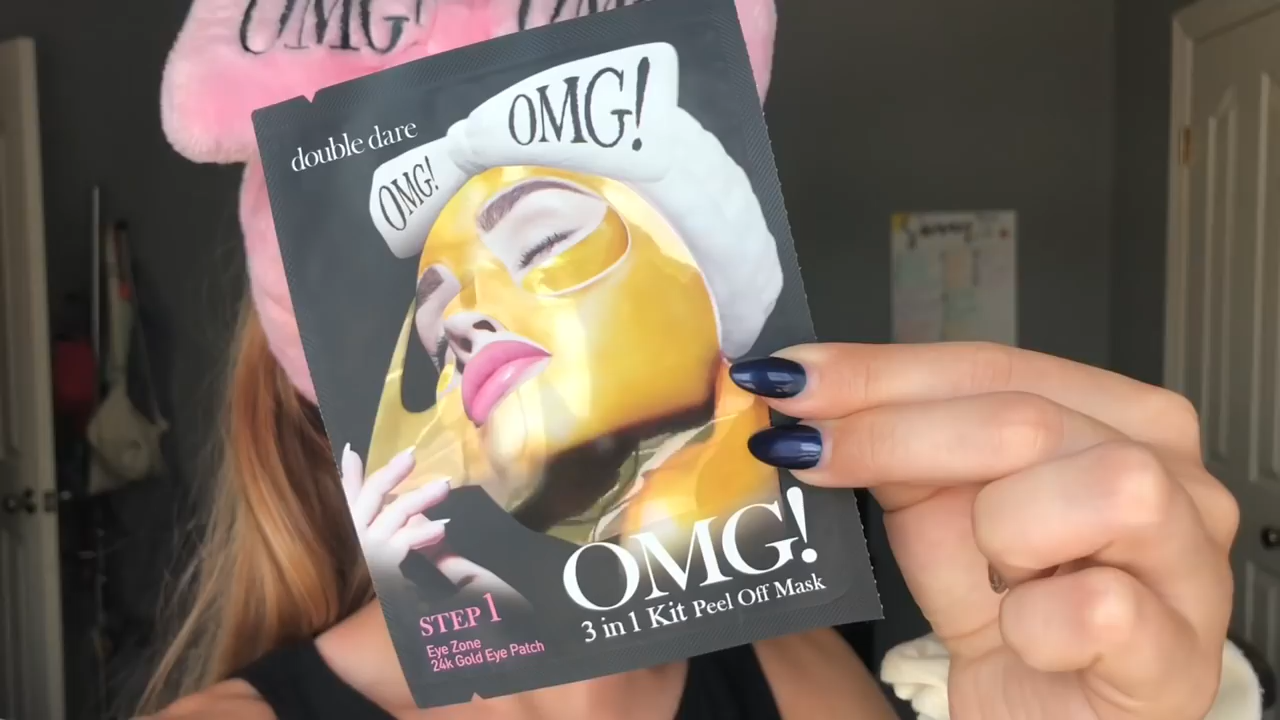 OMG!
double dare
OMG!
OMG!
OMG!
3 in 1 Kit Peel Off Mask
STEP 1
Eye Zone
24k Gold Eye Patch